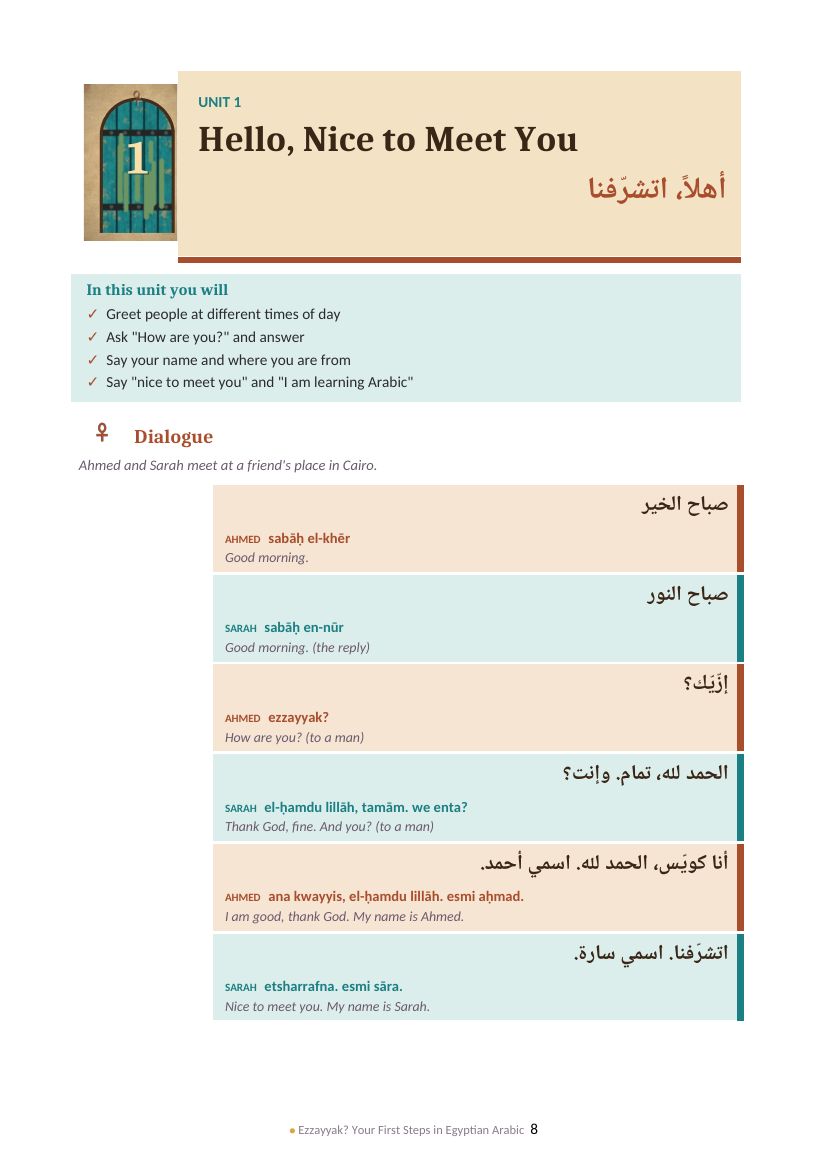 UNIT 1
1
Hello, Nice to Meet You
أهلاً، اتشرّفنا
In this unit you will
✓ Greet people at different times of day
✓ Ask "How are you?" and answer
✓ Say your name and where you are from
✓ Say "nice to meet you" and "I am learning Arabic"
Dialogue
Ahmed and Sarah meet at a friend's place in Cairo.
صباح الخير
AHMED sabāḥ el-khēr
Good morning.
صباح النور
SARAH sabāḥ en-nūr
Good morning. (the reply)
إزّيّك؟
AHMED ezzayyak?
How are you? (to a man)
الحمد لله، تمام. وإنت؟
SARAH el-ḥamdu lillāh, tamām. we enta?
Thank God, fine. And you? (to a man)
أنا كويّس، الحمد لله. اسمي أحمد.
AHMED ana kwayyis, el-ḥamdu lillāh. esmi aḥmad.
I am good, thank God. My name is Ahmed.
اتشرّفنا. اسمي سارة.
SARAH etsharrafna. esmi sāra.
Nice to meet you. My name is Sarah.
● Ezzayyak? Your First Steps in Egyptian Arabic 8